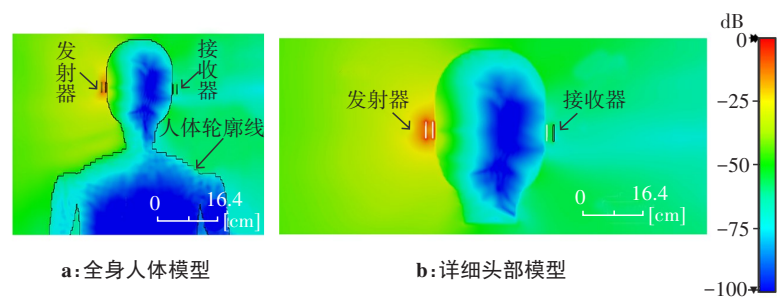 发射器
接收器
人体轮廓线
0 16.4
[cm]
a:全身人体模型
发射器
接收器
0 16.4
[cm]
b:详细头部模型
dB
0
-25
-50
-75
-100